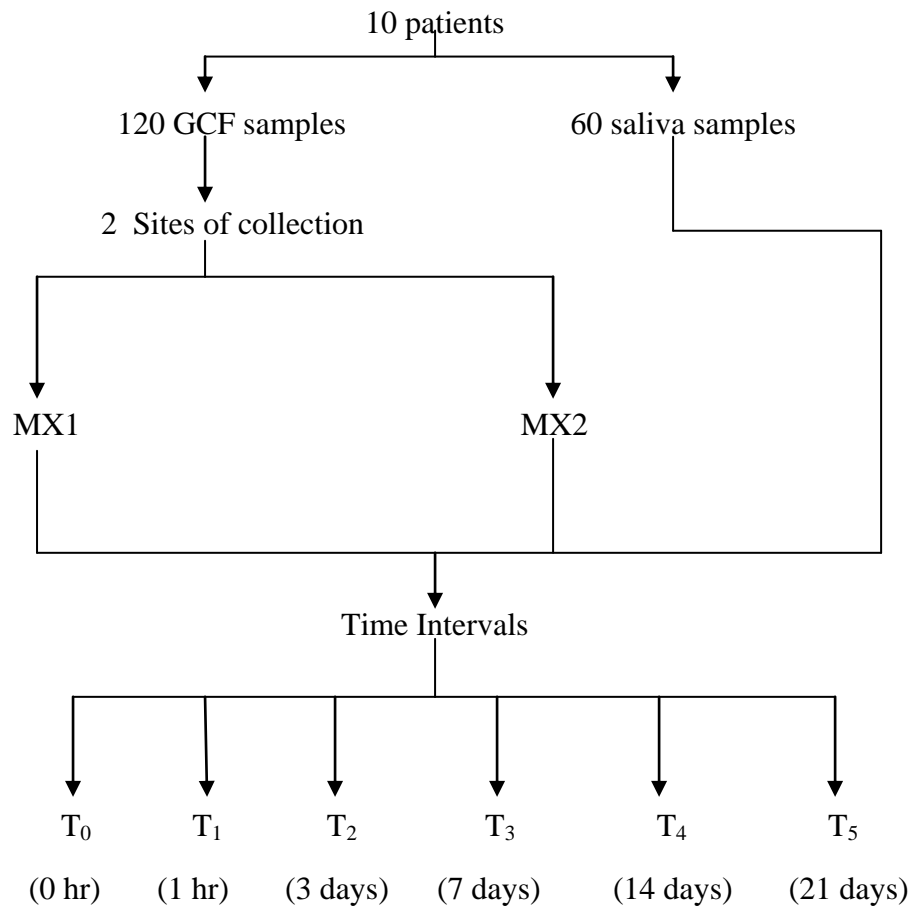 10 patients
120 GCF samples
60 saliva samples
2 Sites of collection
MX1
MX2
Time Intervals
T₀ T₁ T₂ T₃ T₄ T₅
(0 hr) (1 hr) (3 days) (7 days) (14 days) (21 days)